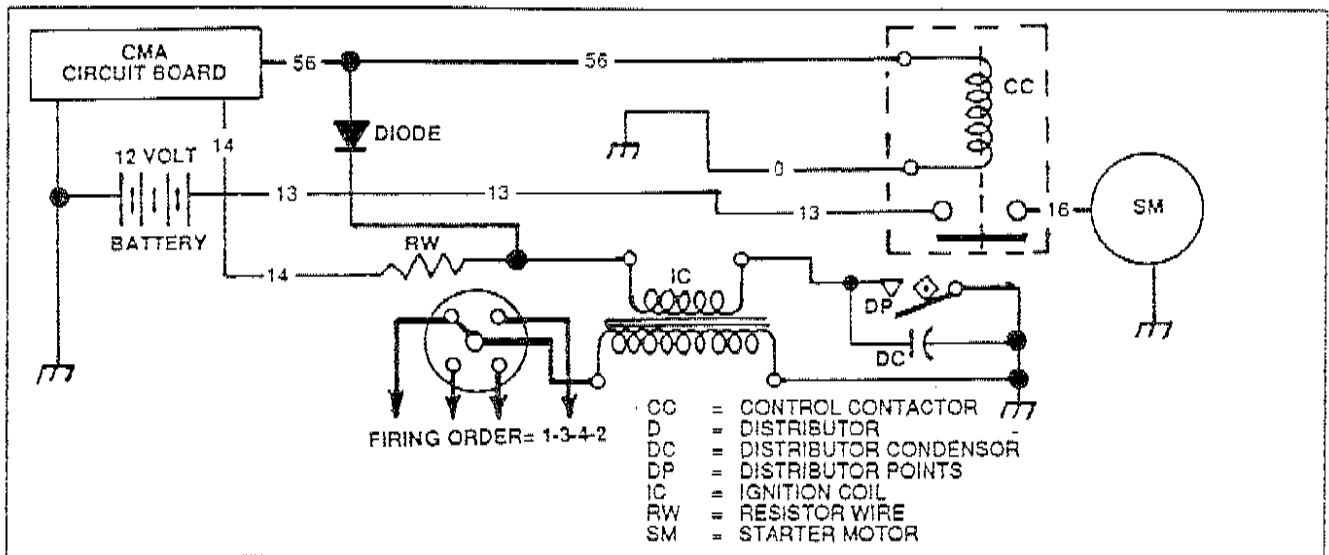 CMA
CIRCUIT BOARD
56
56
CC
DIODE
14
12 VOLT
0
13
13
13
16
SM
BATTERY
RW
14
IC
DP
DC
FIRING ORDER= 1-3-4-2
CC = CONTROL CONTACTOR
D = DISTRIBUTOR
DC = DISTRIBUTOR CONDENSOR
DP = DISTRIBUTOR POINTS
IC = IGNITION COIL
RW = RESISTOR WIRE
SM = STARTER MOTOR